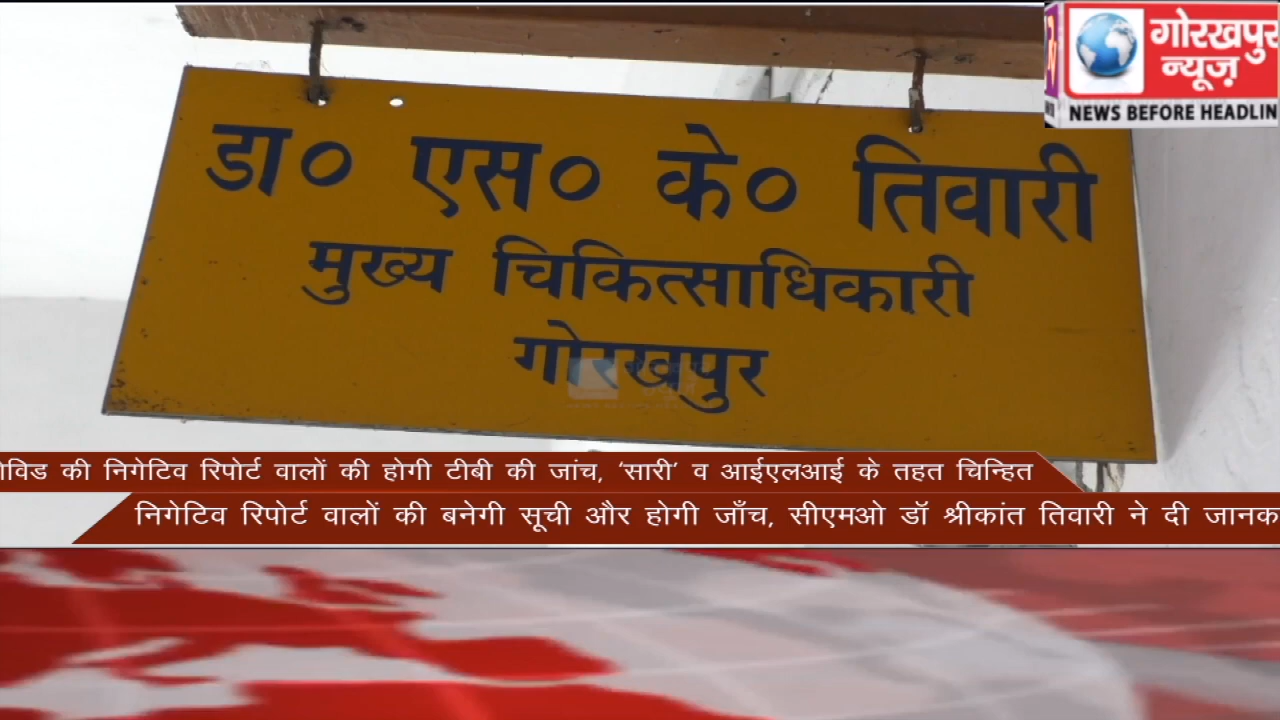 गोरखपुर
न्यूज़
NEWS BEFORE HEADLIN
डा० एस० के० तिवारी
मुख्य चिकित्साधिकारी
गोरखपुर
की निगेटिव रिपोर्ट वालों की होगी टीबी की जांच, 'सारी' व आईएलआई के तहत चिन्हित
निगेटिव रिपोर्ट वालों की बनेगी सूची और होगी जाँच, सीएमओ डॉ श्रीकांत तिवारी ने दी जानक